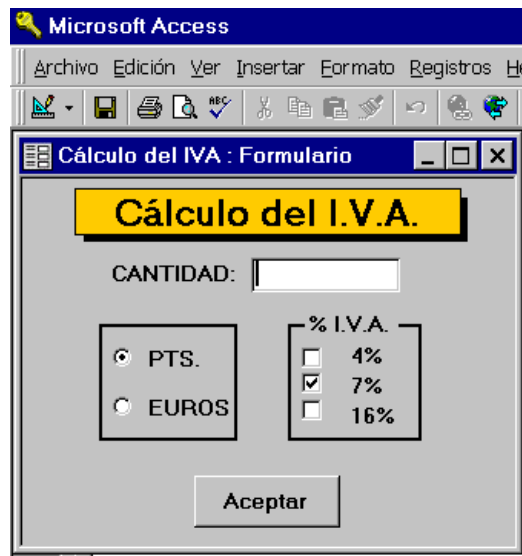 Microsoft Access
Archivo Edición Ver Insertar Formato Registros
ABC
Cálculo del IVA : Formulario
Cálculo del I.V.A.
CANTIDAD:
% I.V.A.
PTS. 4%
7%
EUROS 16%
Aceptar